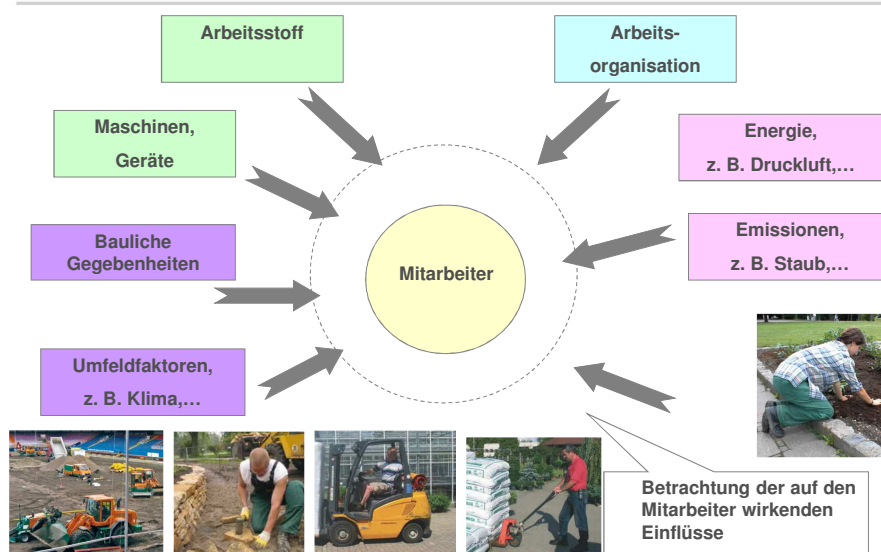 Arbeitsstoff
Arbeits-
organisation
Maschinen,
Geräte
Energie,
z. B. Druckluft,…
Bauliche
Gegebenheiten
Emissionen,
z. B. Staub,…
Mitarbeiter
Umfeldfaktoren,
z. B. Klima,…
Betrachtung der auf den
Mitarbeiter wirkenden
Einflüsse